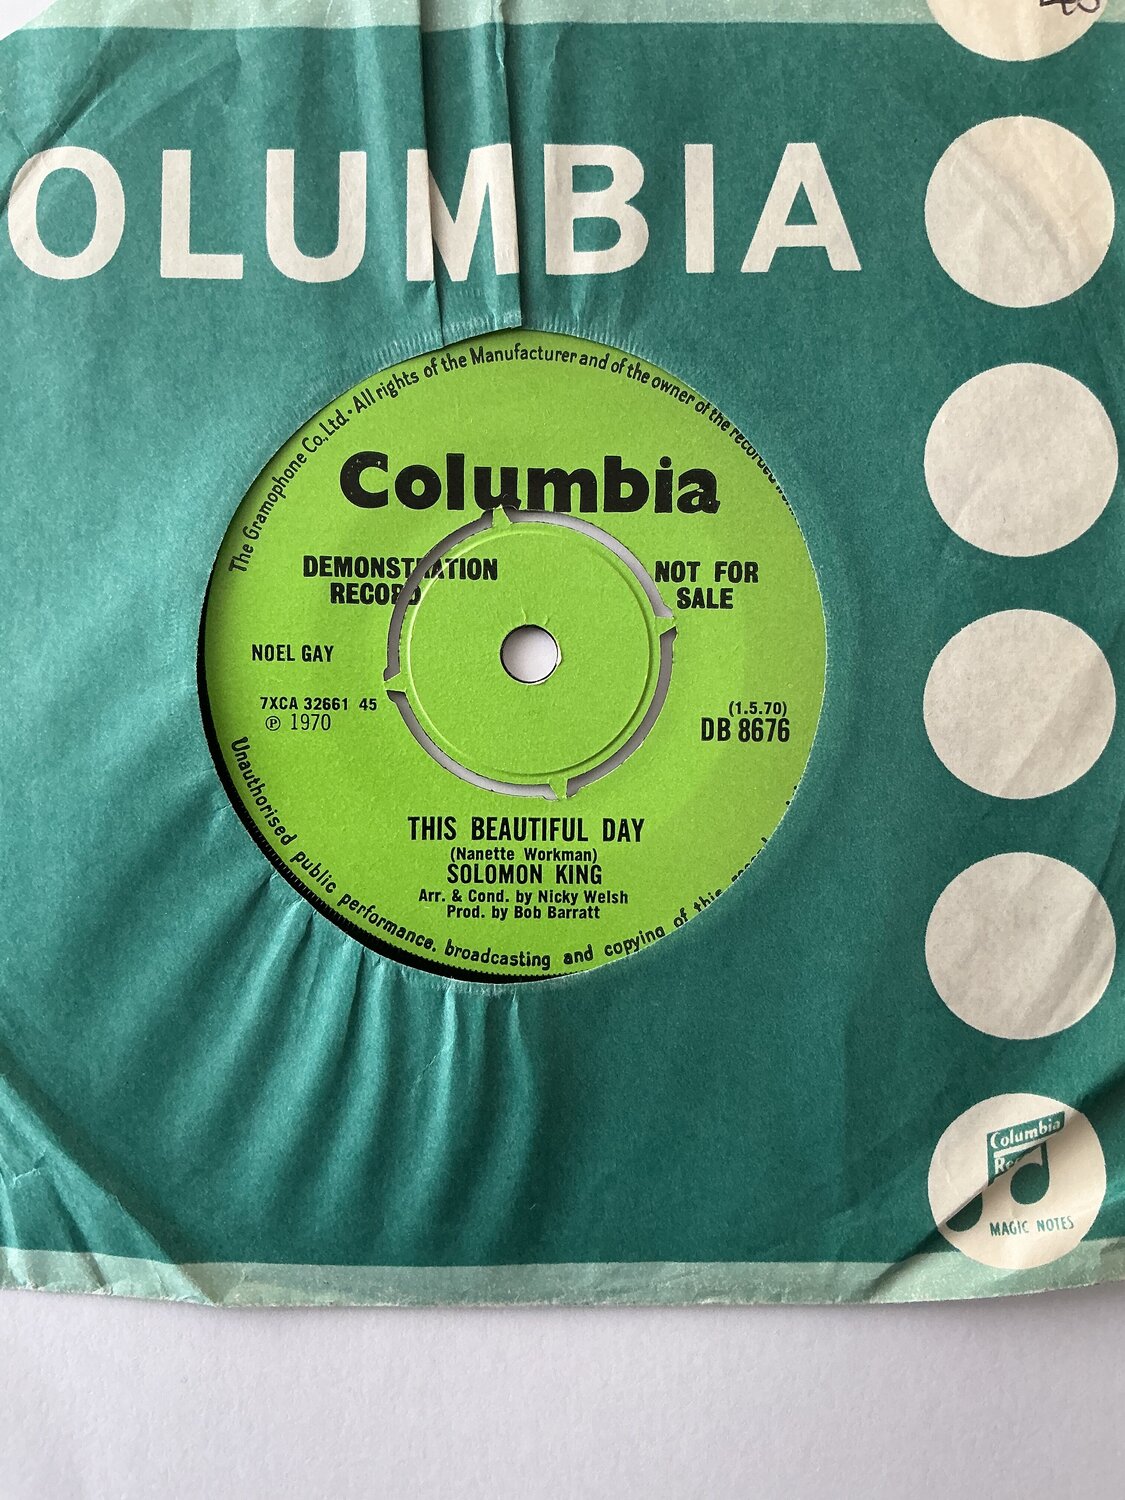 OLUMBIA
The Gramophone Co. Ltd. · All rights of the Manufacturer and of the owner of the recorded
Columbia
DEMONSTRATION
RECORD
NOT FOR
SALE
NOEL GAY
7XCA 32661 45
℗ 1970
(1.5.70)
DB 8676
THIS BEAUTIFUL DAY
(Nanette Workman)
SOLOMON KING
Arr. & Cond. by Nicky Welsh
Prod. by Bob Barratt
Unauthorised public performance. broadcasting and copying of this
Columbia
MAGIC NOTES